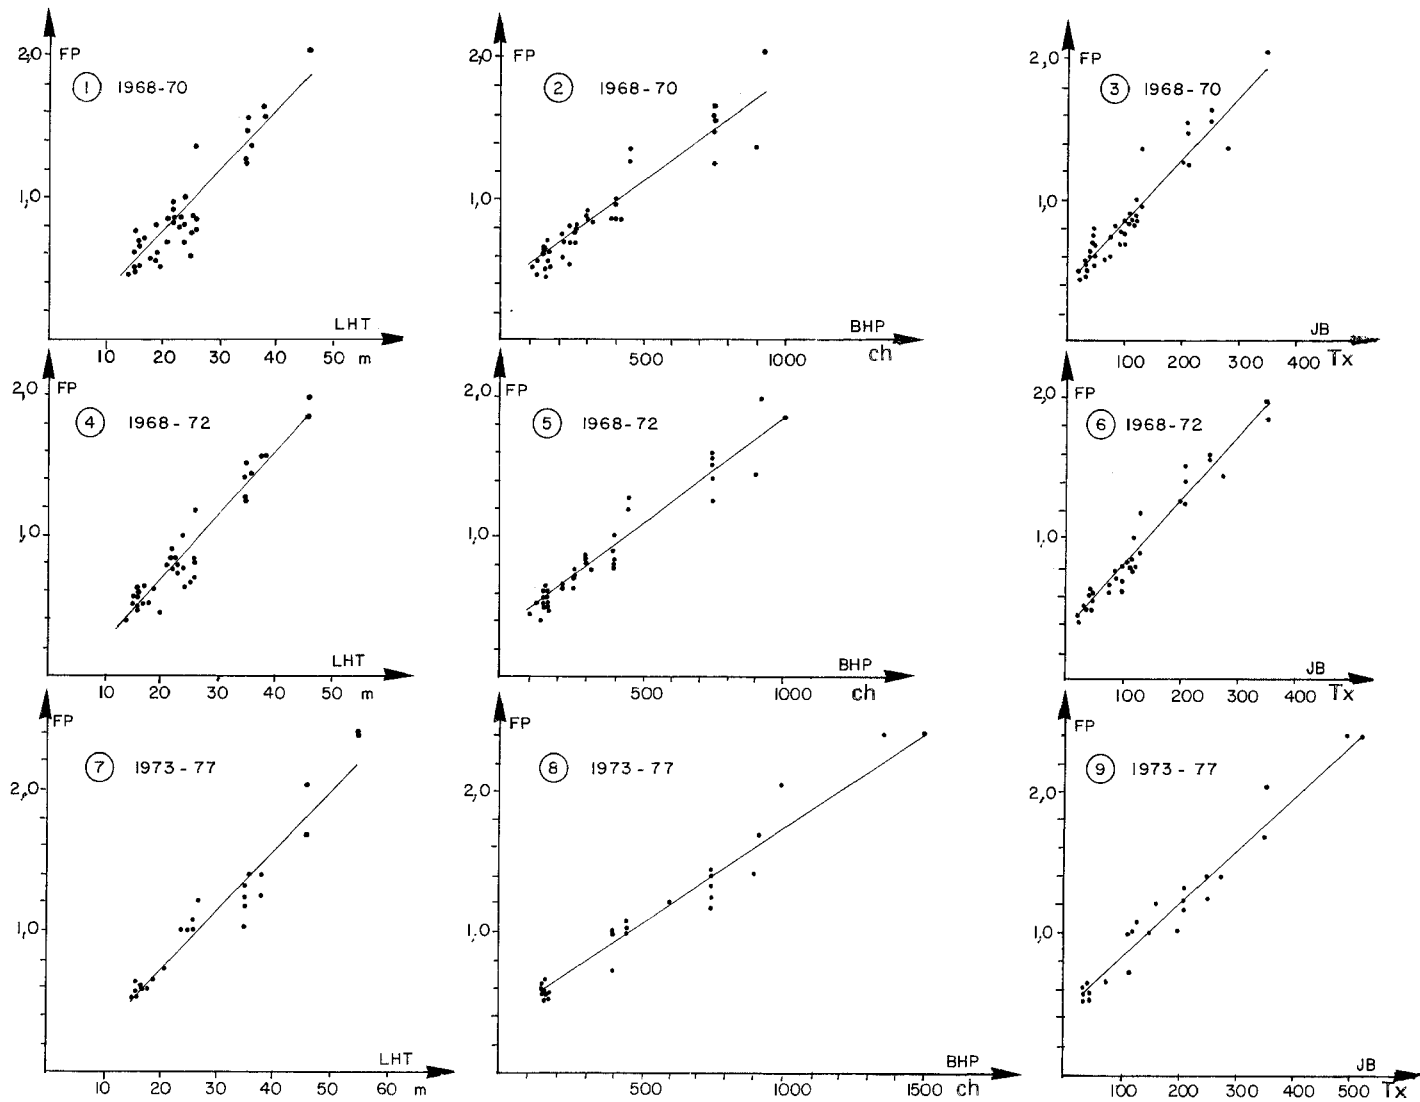 2,0 FP
① 1968-70
1,0
LHT
10 20 30 40 50 m
2,0 FP
② 1968-70
1,0
BHP
500 1000 ch
2,0 FP
③ 1968-70
1,0
JB
100 200 300 400 Tx
2,0 FP
④ 1968-72
1,0
LHT
10 20 30 40 50 m
2,0 FP
⑤ 1968-72
1,0
BHP
500 1000 ch
2,0 FP
⑥ 1968-72
1,0
JB
100 200 300 400 Tx
FP
⑦ 1973-77
2,0
1,0
LHT
10 20 30 40 50 60 m
FP
⑧ 1973-77
2,0
1,0
BHP
500 1000 1500 ch
FP
⑨ 1973-77
2,0
1,0
JB
100 200 300 400 500 Tx